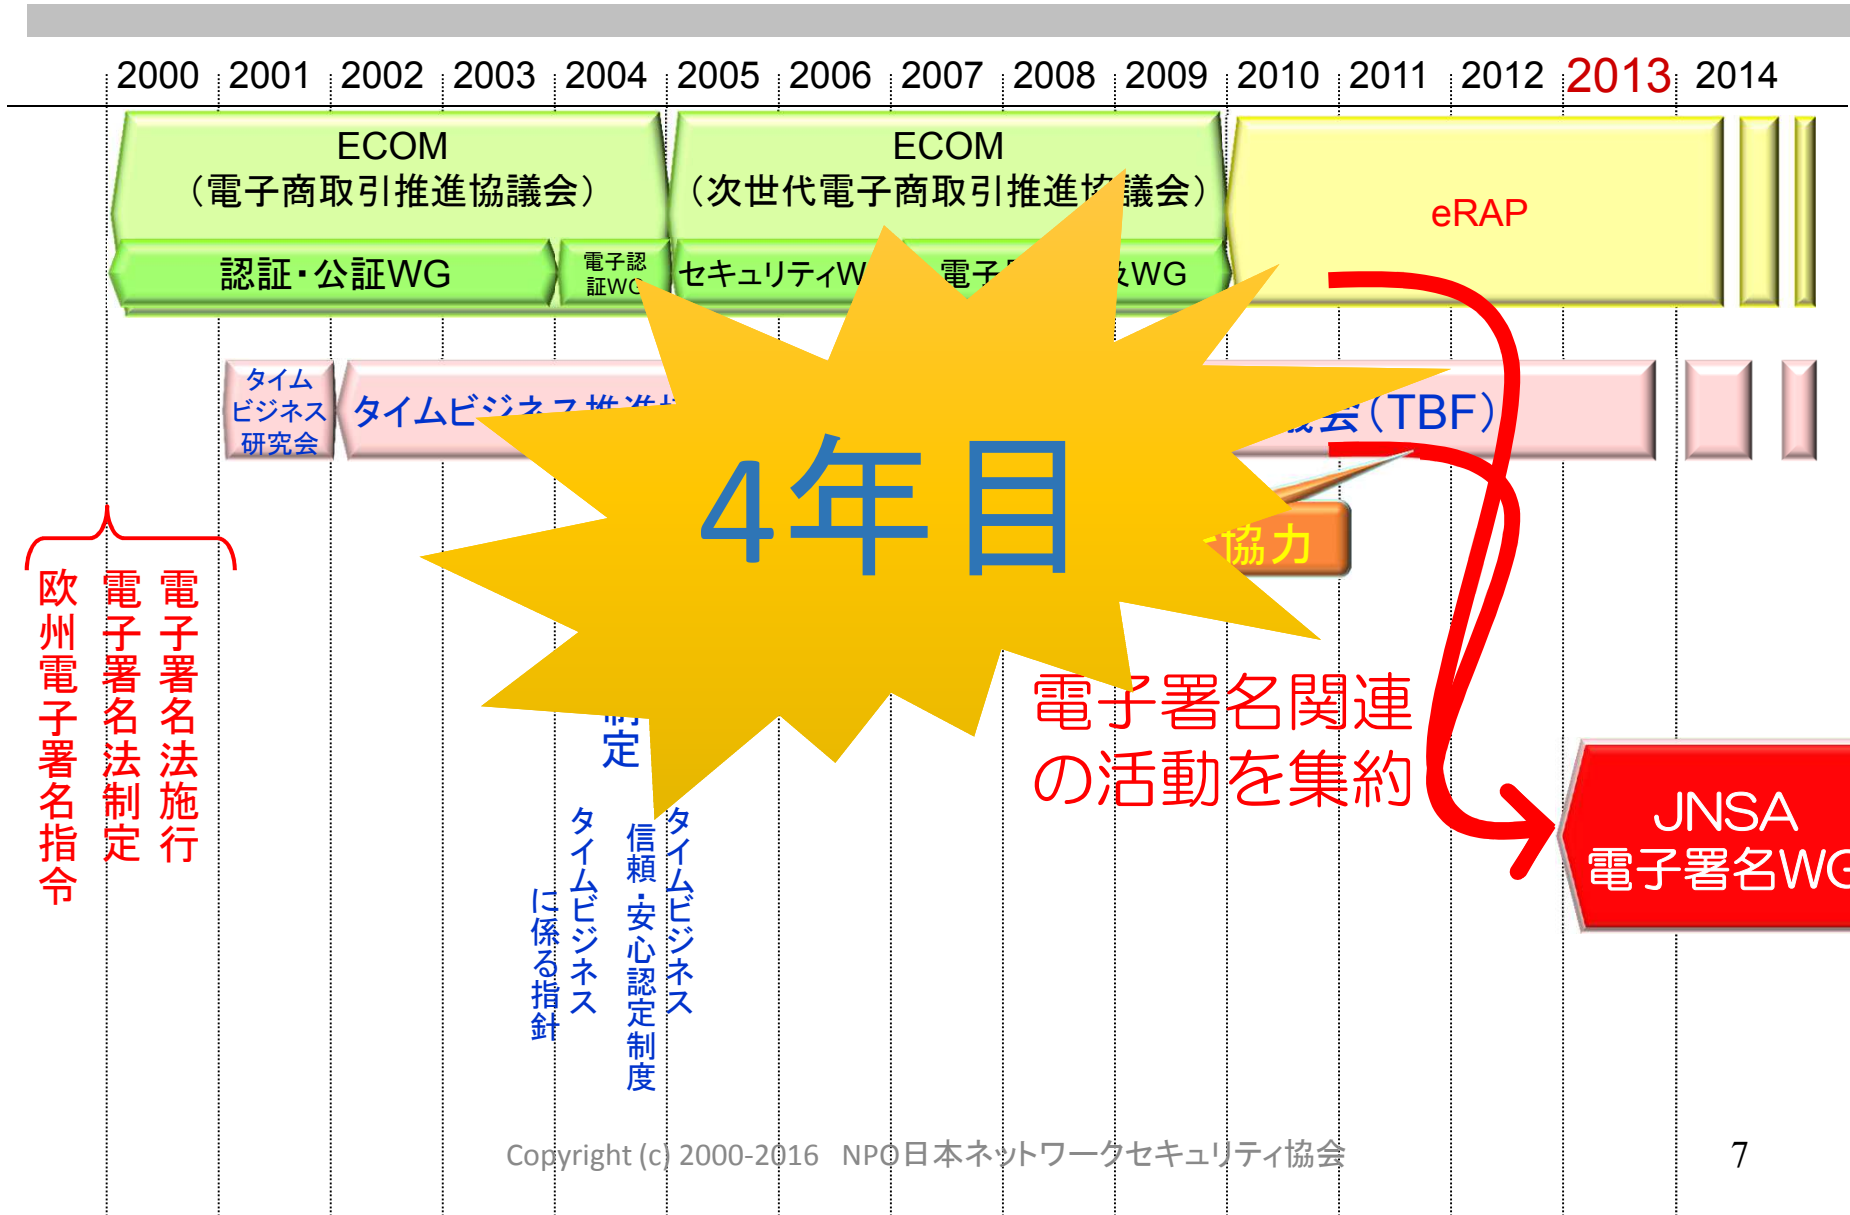 2000 2001 2002 2003 2004 2005 2006 2007 2008 2009 2010 2011 2012 2013 2014
ECOM
（電子商取引推進協議会）
ECOM
（次世代電子商取引推進協議会）
eRAP
認証・公証WG
電子認
証WG
セキュリティW
電子
及WG
タイム
ビジネス
研究会
タイムビジネス推進
議会（TBF）
4年目
協力
欧州電子署名指令
電子署名法制定
電子署名法施行
制定
電子署名関連
の活動を集約
JNSA
電子署名WG
タイムビジネス
に係る指針
タイムビジネス
信頼・安心認定制度
Copyright (c) 2000-2016 NPO日本ネットワークセキュリティ協会
7